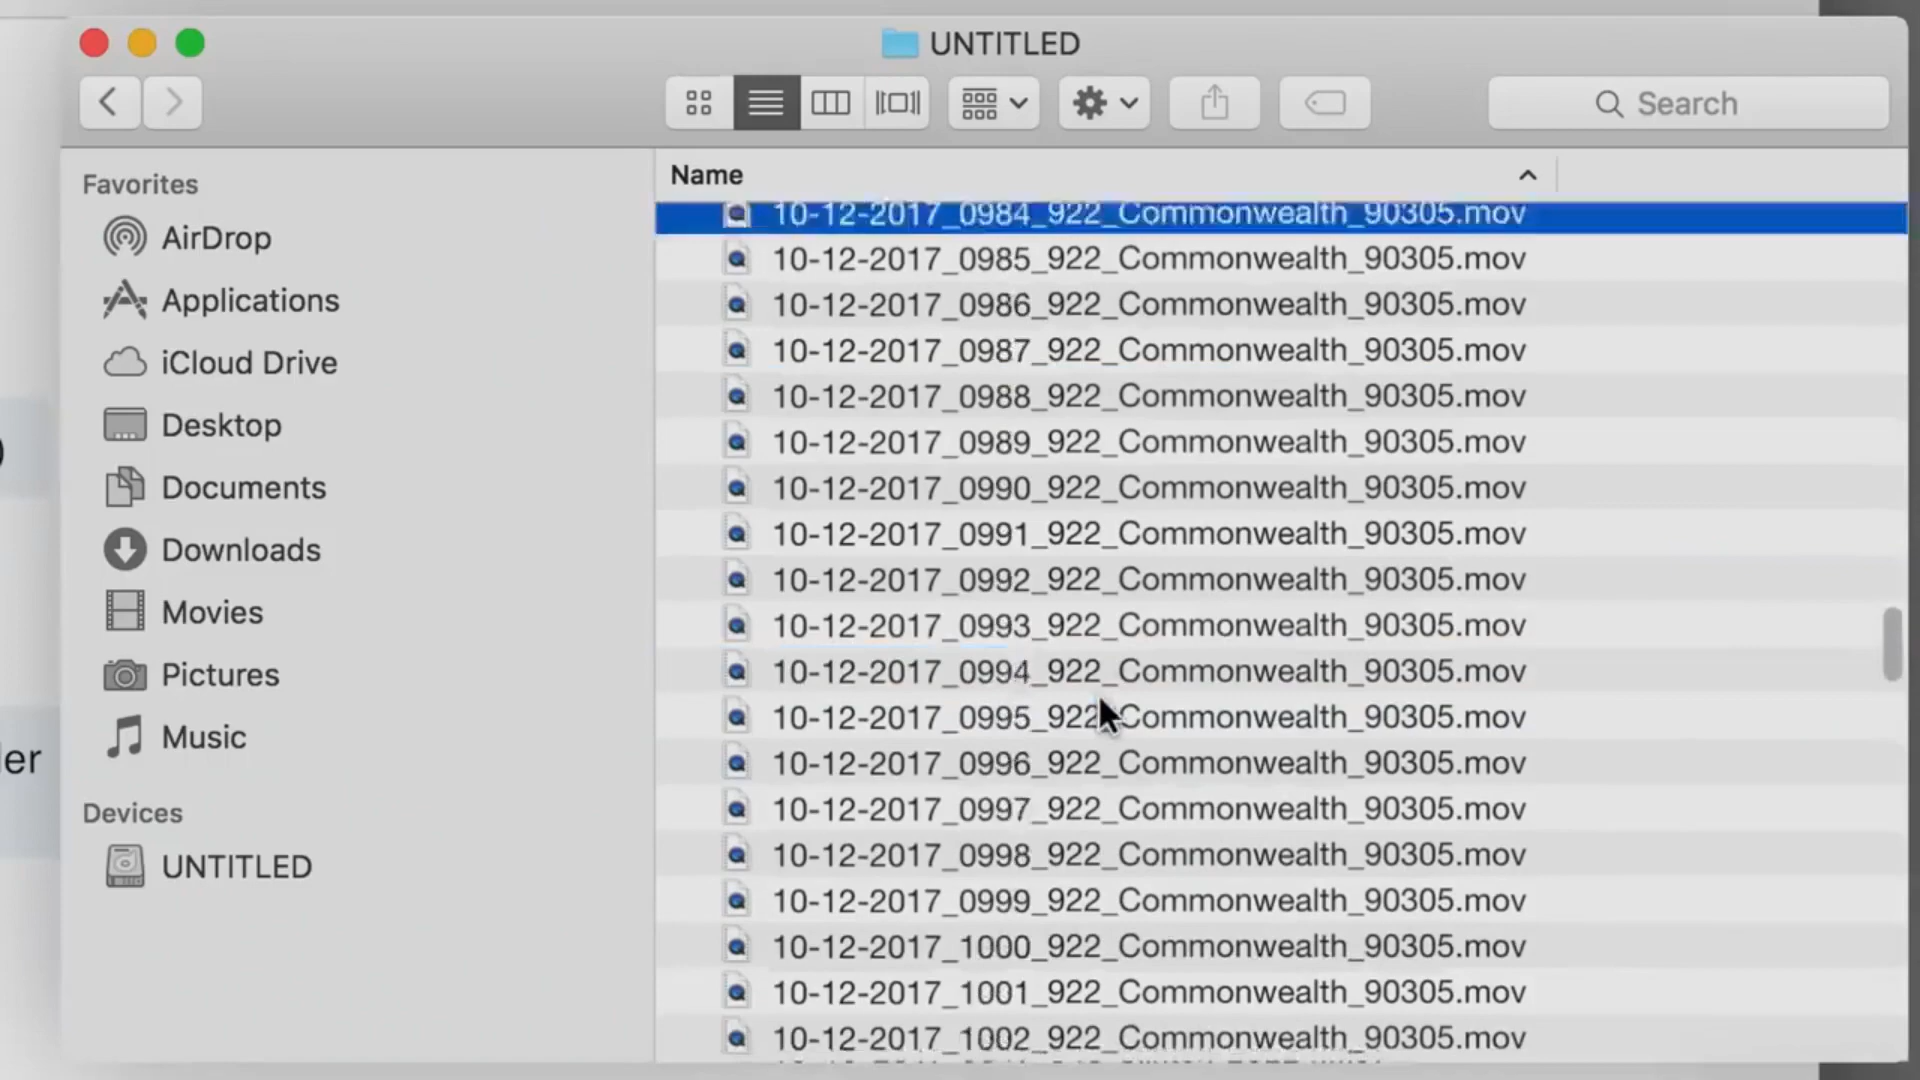 UNTITLED
Search
Favorites
AirDrop
Applications
iCloud Drive
Desktop
Documents
Downloads
Movies
Pictures
Music
Devices
UNTITLED
Name
10-12-2017_0984_922_Commonwealth_90305.mov
10-12-2017_0985_922_Commonwealth_90305.mov
10-12-2017_0986_922_Commonwealth_90305.mov
10-12-2017_0987_922_Commonwealth_90305.mov
10-12-2017_0988_922_Commonwealth_90305.mov
10-12-2017_0989_922_Commonwealth_90305.mov
10-12-2017_0990_922_Commonwealth_90305.mov
10-12-2017_0991_922_Commonwealth_90305.mov
10-12-2017_0992_922_Commonwealth_90305.mov
10-12-2017_0993_922_Commonwealth_90305.mov
10-12-2017_0994_922_Commonwealth_90305.mov
10-12-2017_0995_922_Commonwealth_90305.mov
10-12-2017_0996_922_Commonwealth_90305.mov
10-12-2017_0997_922_Commonwealth_90305.mov
10-12-2017_0998_922_Commonwealth_90305.mov
10-12-2017_0999_922_Commonwealth_90305.mov
10-12-2017_1000_922_Commonwealth_90305.mov
10-12-2017_1001_922_Commonwealth_90305.mov
10-12-2017_1002_922_Commonwealth_90305.mov